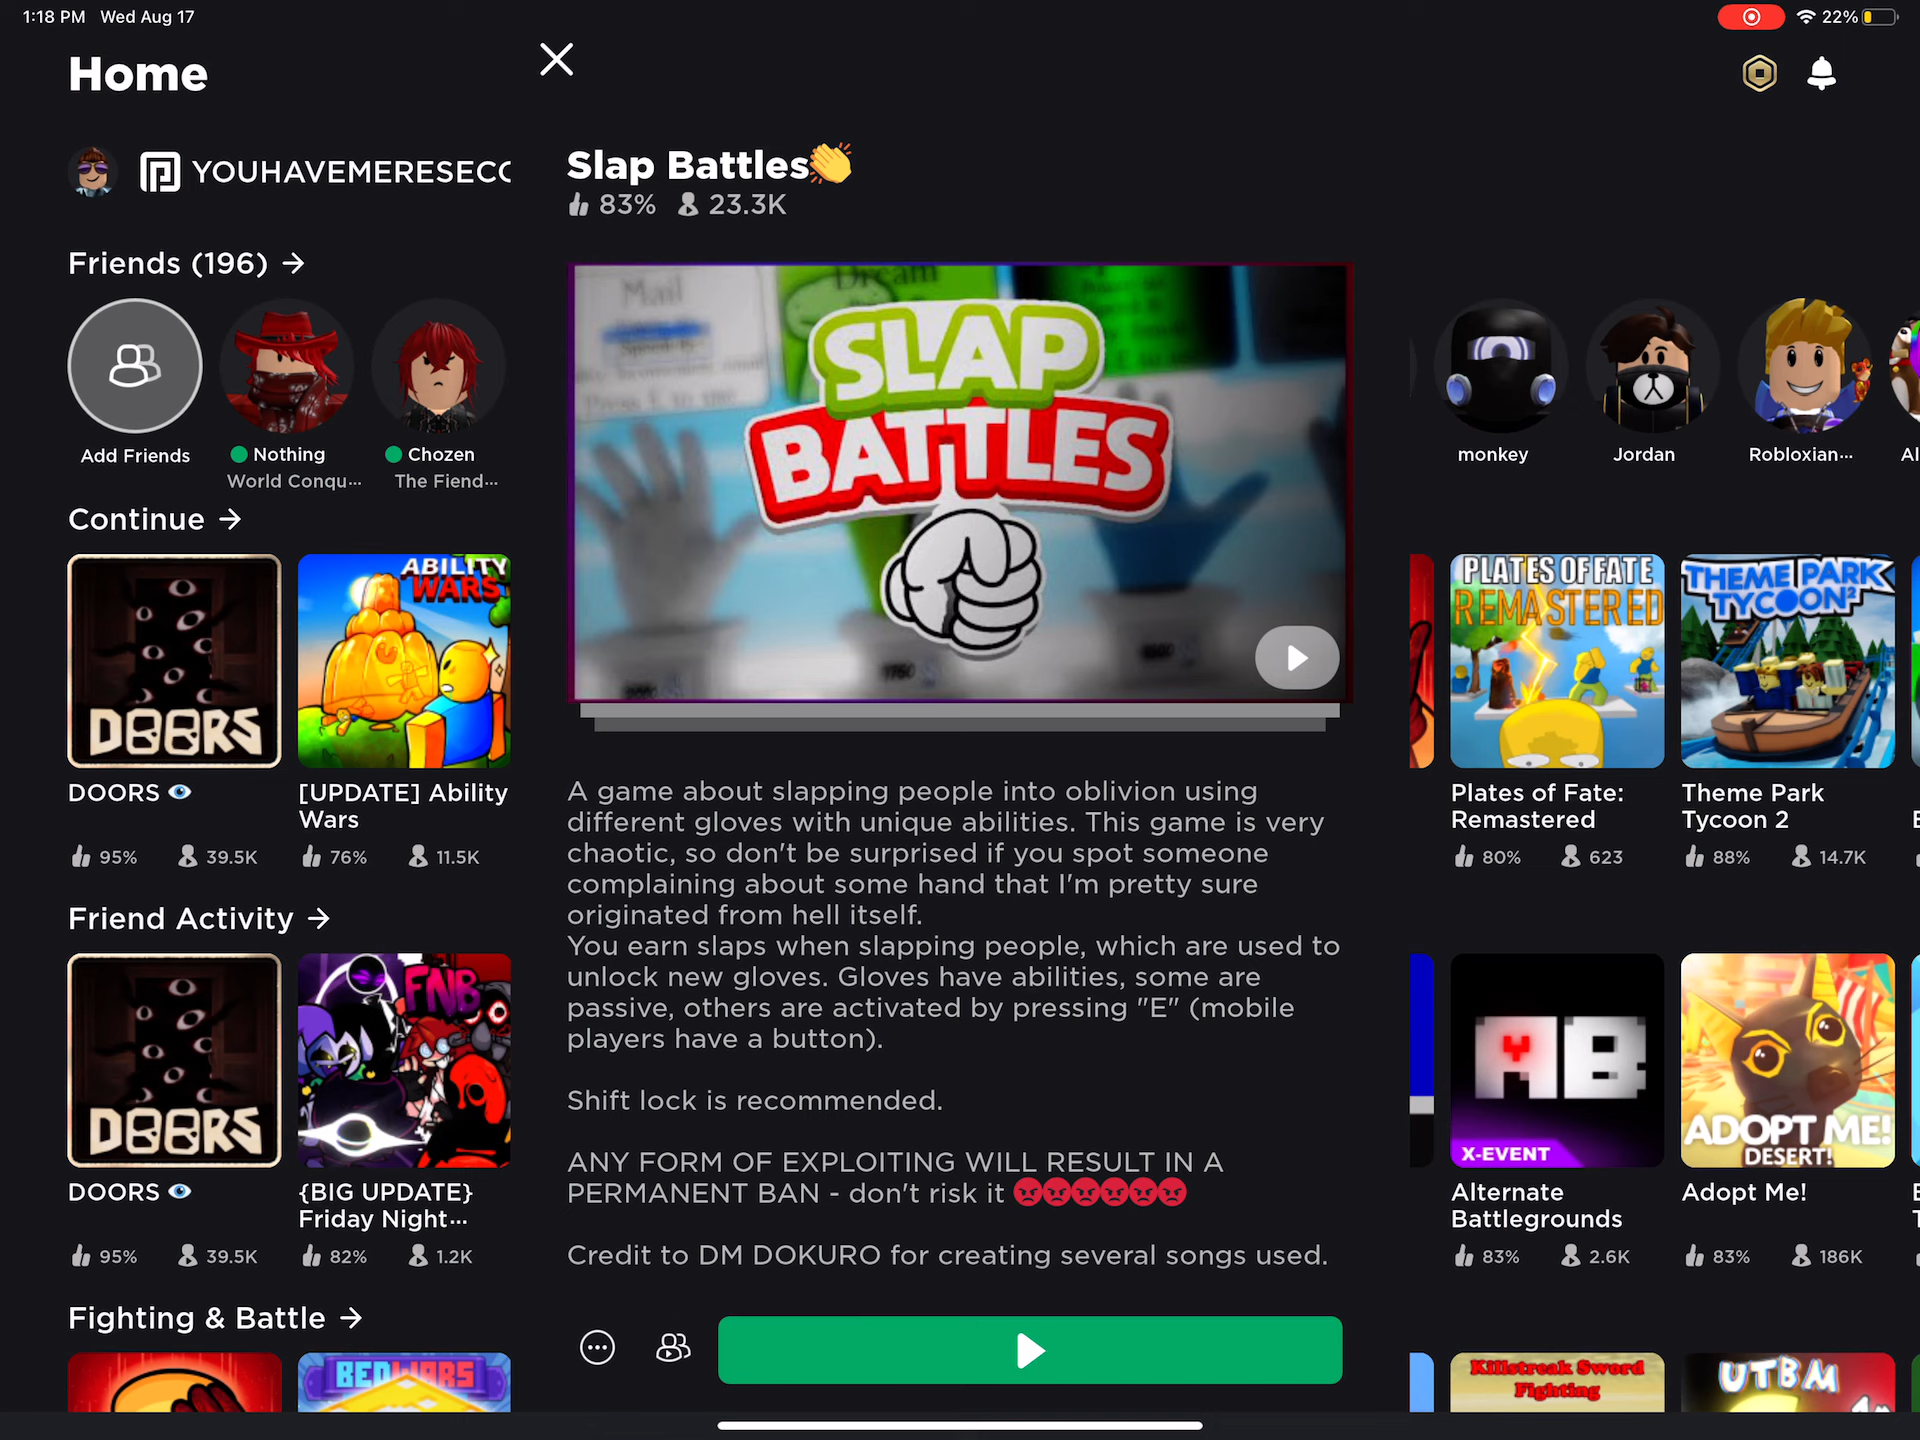 1:18 PM Wed Aug 17
22%
Home
YOUHAVEMERESECO
Friends (196) →
Add Friends
Nothing
World Conqu...
Chozen
The Fiend...
monkey
Jordan
Robloxian...
Al
Continue →
DOORS
DOORS 👁
95% 39.5K
ABILITY
WARS
[UPDATE] Ability
Wars
76% 11.5K
Friend Activity →
DOORS
DOORS 👁
95% 39.5K
FNB
{BIG UPDATE}
Friday Night...
82% 1.2K
Fighting & Battle →
BEDWARS
Slap Battles👏
83% 23.3K
Mail
Dream
SLAP
BATTLES
A game about slapping people into oblivion using
different gloves with unique abilities. This game is very
chaotic, so don't be surprised if you spot someone
complaining about some hand that I'm pretty sure
originated from hell itself.
You earn slaps when slapping people, which are used to
unlock new gloves. Gloves have abilities, some are
passive, others are activated by pressing "E" (mobile
players have a button).
Shift lock is recommended.
ANY FORM OF EXPLOITING WILL RESULT IN A
PERMANENT BAN - don't risk it 😡😡😡😡😡😡
Credit to DM DOKURO for creating several songs used.
PLATES OF FATE
REMASTERED
Plates of Fate:
Remastered
80% 623
THEME PARK
TYCOON²
Theme Park
Tycoon 2
88% 14.7K
AB
X-EVENT
Alternate
Battlegrounds
83% 2.6K
ADOPT ME!
DESERT!
Adopt Me!
83% 186K
Killstreak Sword
Fighting
UTBM